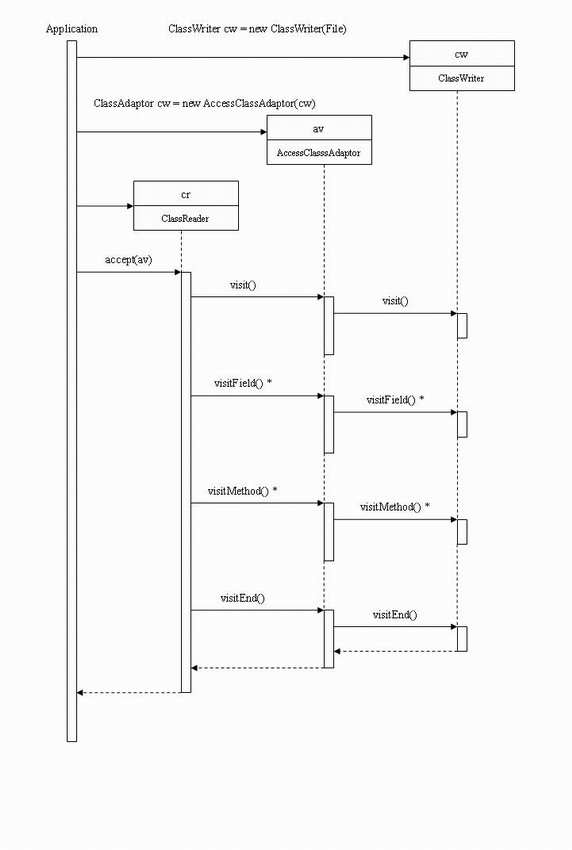 Application
ClassWriter cw = new ClassWriter(File)
cw
ClassWriter
ClassAdaptor cw = new AccessClassAdaptor(cw)
av
AccessClasssAdaptor
cr
ClassReader
accept(av)
visit()
visit()
visitField() *
visitField() *
visitMethod() *
visitMethod() *
visitEnd()
visitEnd()